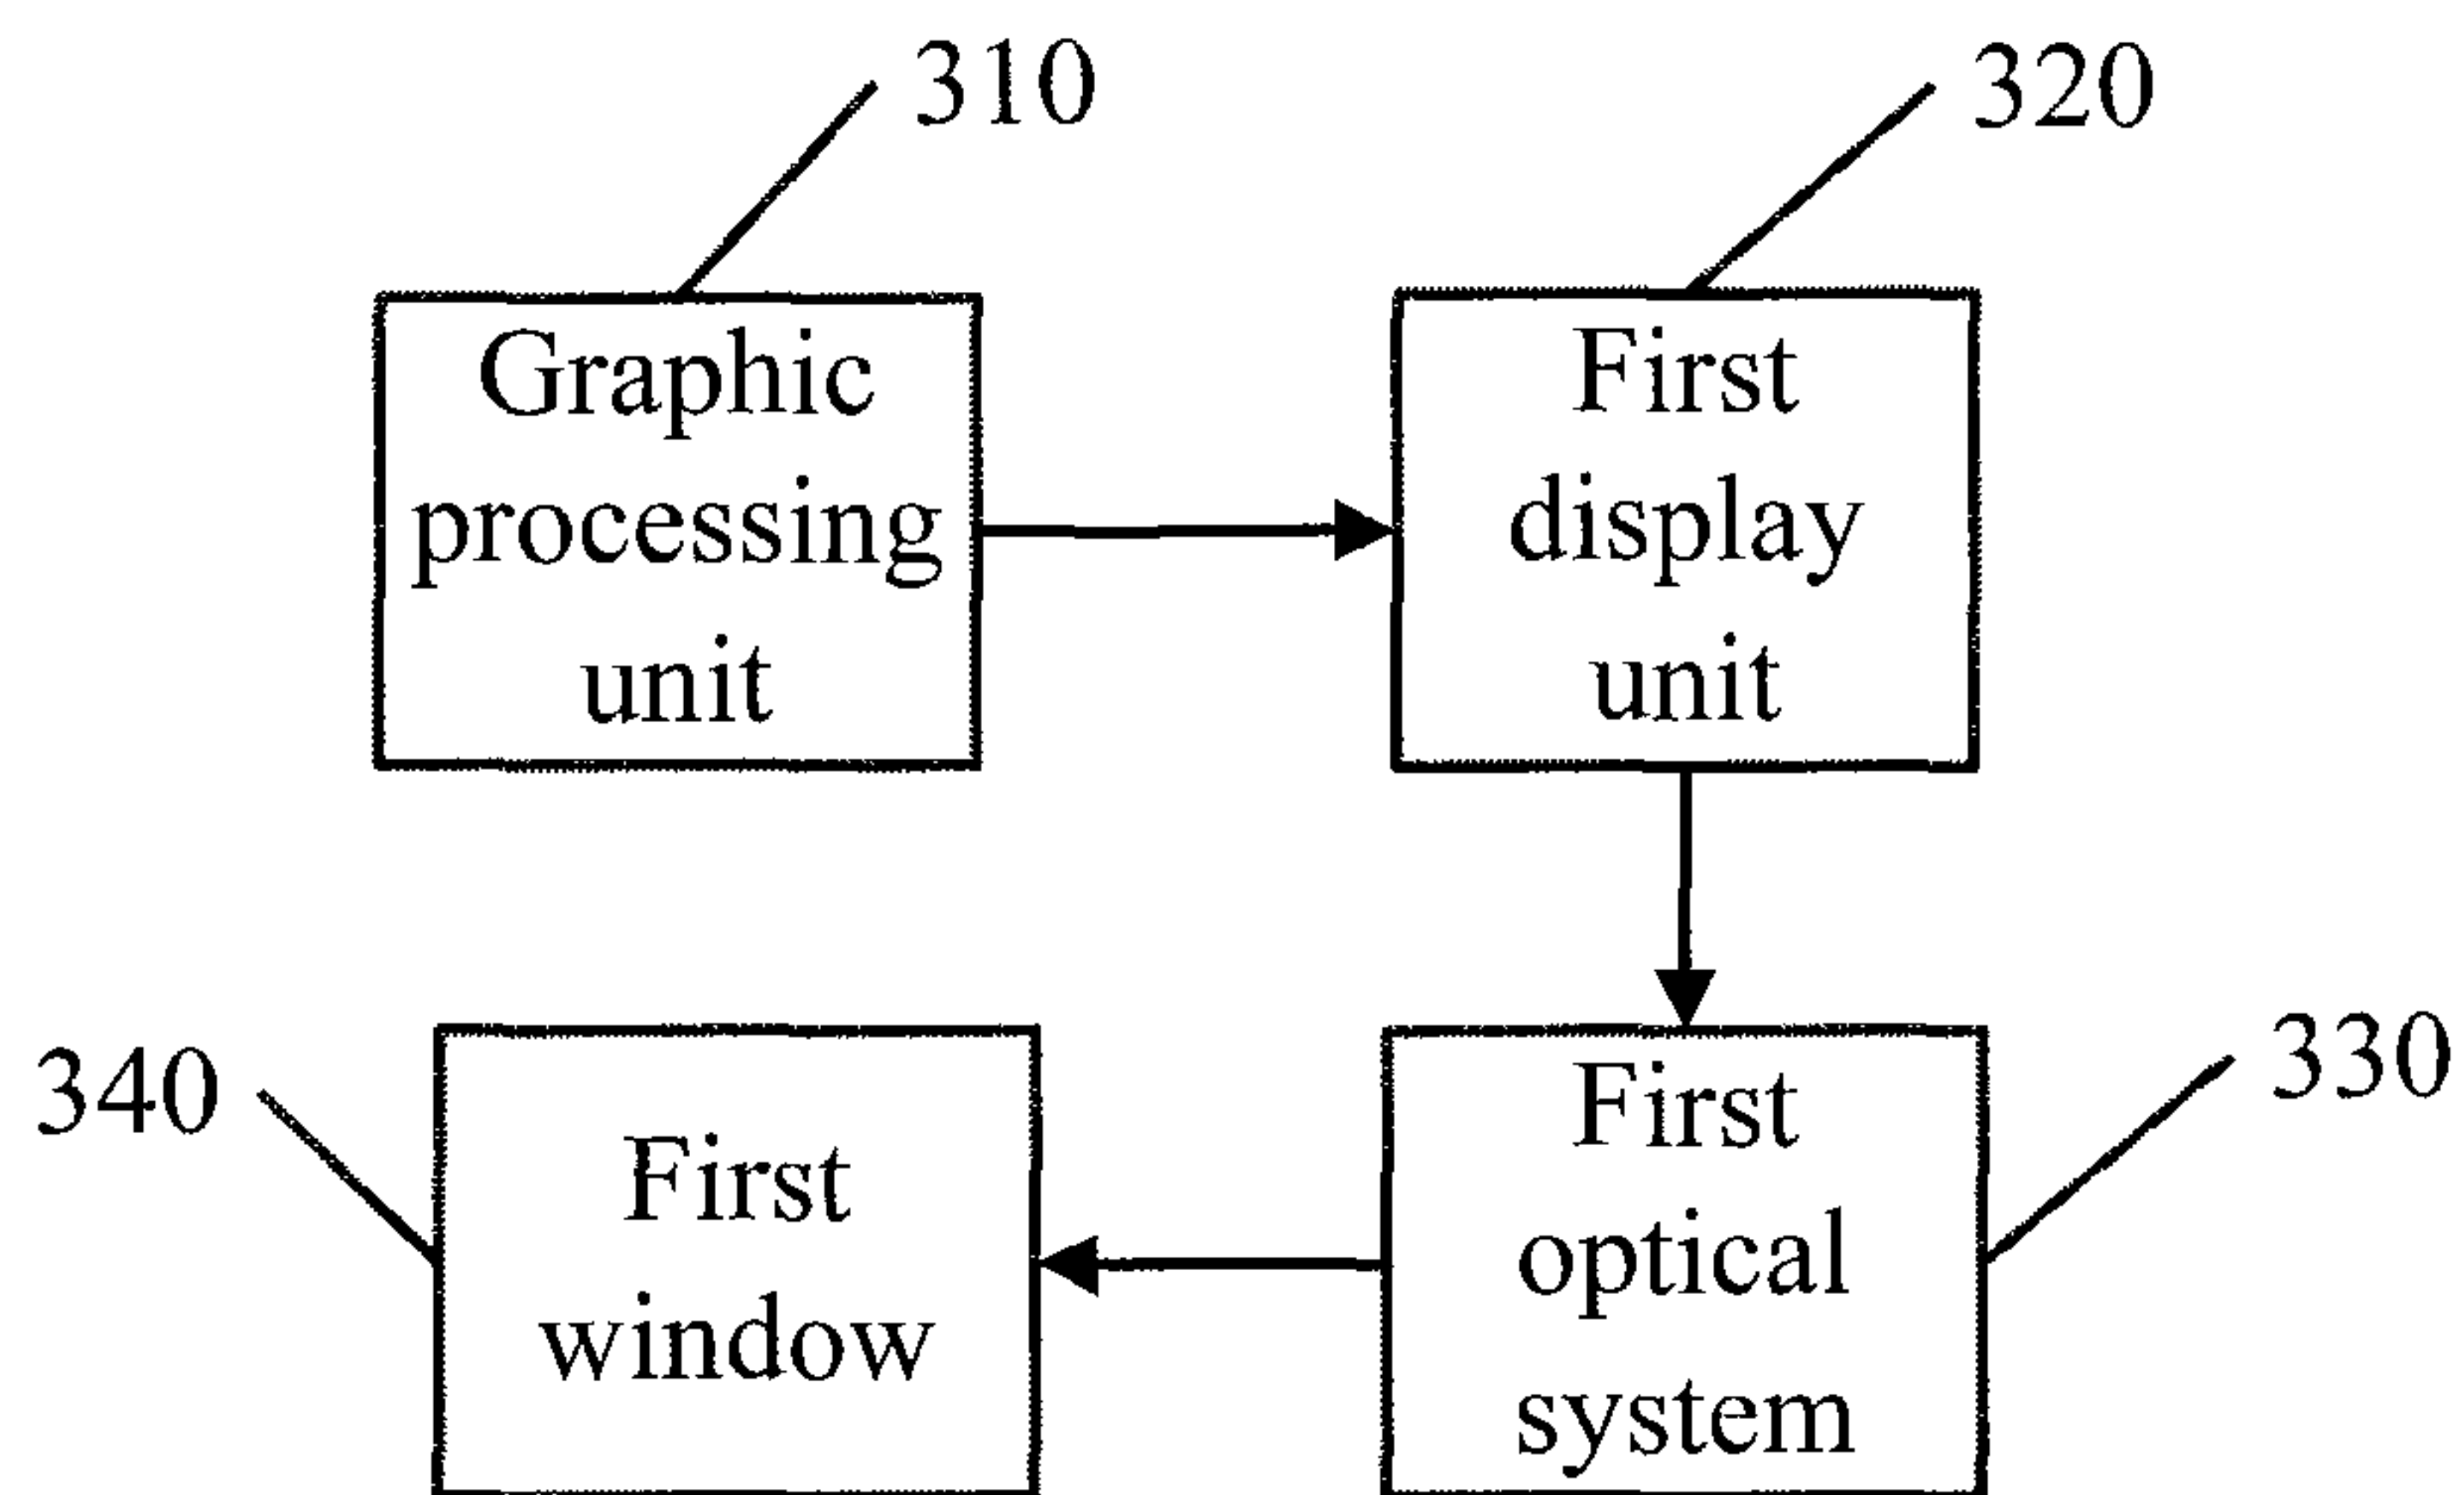 310
320
Graphic
processing
unit
First
display
unit
340
First
window
330
First
optical
system